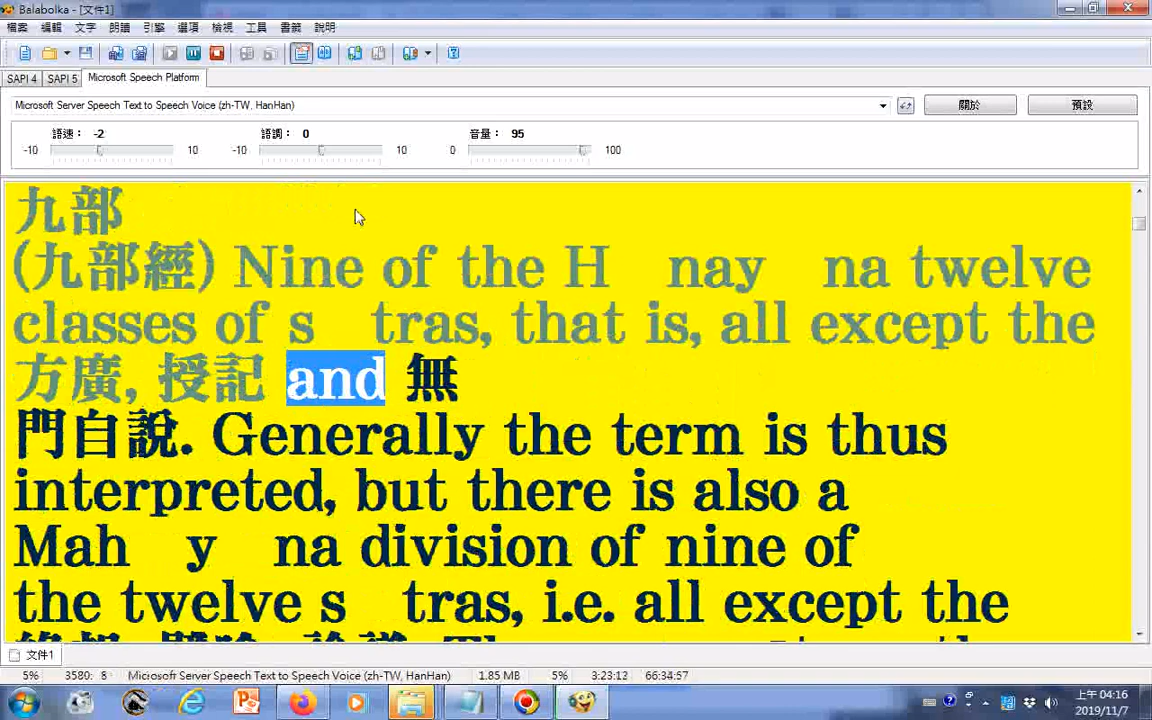 Balabolka - [文件1]
檔案 編輯 文字 朗讀 引擎 選項 檢視 工具 書籤 說明
SAPI 4 SAPI 5 Microsoft Speech Platform
Microsoft Server Speech Text to Speech Voice (zh-TW, HanHan) 關於 預設
語速： -2 語調： 0 音量： 95
-10 10 -10 10 0 100
九部
(九部經) Nine of the H nay na twelve
classes of s tras, that is, all except the
方廣, 授記 and 無
門自說. Generally the term is thus
interpreted, but there is also a
Mah y na division of nine of
the twelve s tras, i.e. all except the
文件1
5% 3580: 8 Microsoft Server Speech Text to Speech Voice (zh-TW, HanHan) 1.85 MB 5% 3:23:12 66:34:57
上午 04:16
2019/11/7